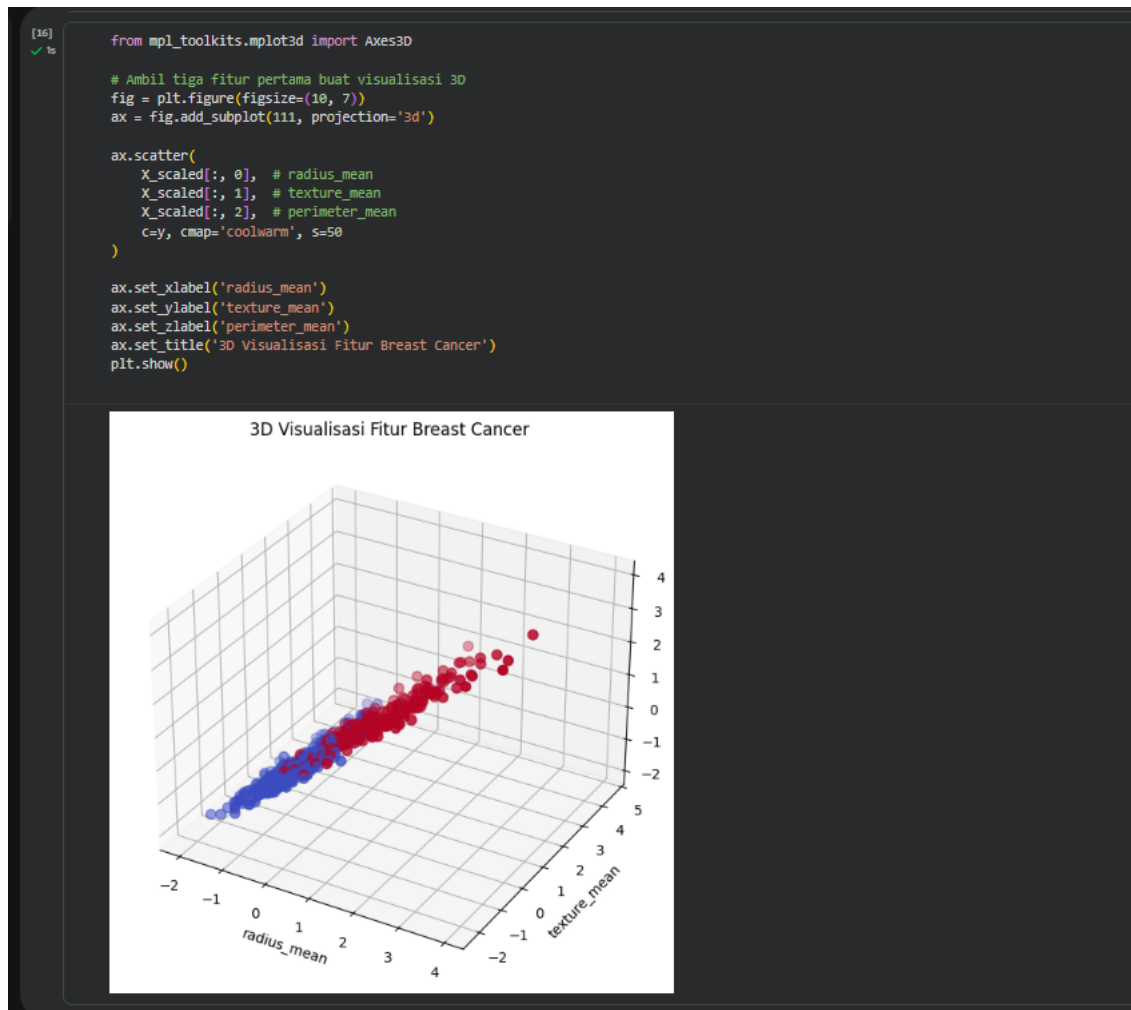 [16]
1s
from mpl_toolkits.mplot3d import Axes3D
# Ambil tiga fitur pertama buat visualisasi 3D
fig = plt.figure(figsize=(10, 7))
ax = fig.add_subplot(111, projection='3d')
ax.scatter(
    X_scaled[:, 0],  # radius_mean
    X_scaled[:, 1],  # texture_mean
    X_scaled[:, 2],  # perimeter_mean
    c=y, cmap='coolwarm', s=50
)
ax.set_xlabel('radius_mean')
ax.set_ylabel('texture_mean')
ax.set_zlabel('perimeter_mean')
ax.set_title('3D Visualisasi Fitur Breast Cancer')
plt.show()
3D Visualisasi Fitur Breast Cancer
4
3
2
1
0
−1
−2
5
4
3
2
1
0
−1
−2
texture_mean
−2
−1
0
1
2
3
4
radius_mean